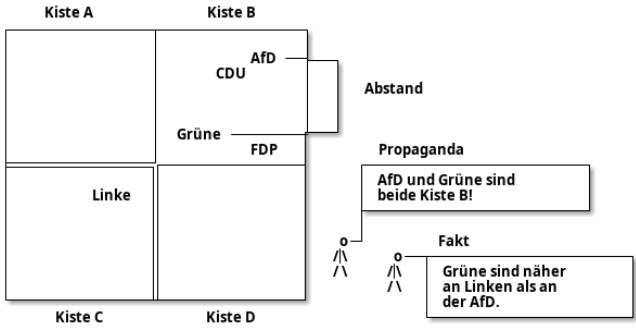 Kiste A
Kiste B
AfD
CDU
Abstand
Grüne
FDP
Propaganda
AfD und Grüne sind
beide Kiste B!
Linke
Fakt
Grüne sind näher
an Linken als an
der AfD.
Kiste C
Kiste D